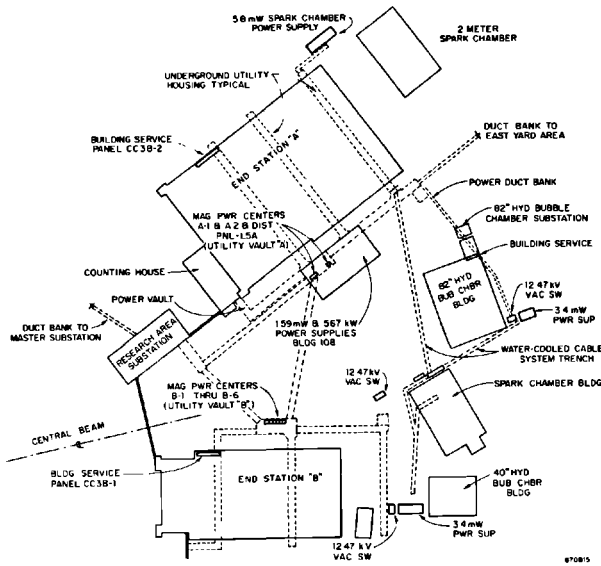 5.8 mW SPARK CHAMBER
POWER SUPPLY
2 METER
SPARK CHAMBER
UNDERGROUND UTILITY
HOUSING TYPICAL
BUILDING SERVICE
PANEL CC3B-2
END STATION "A"
DUCT BANK TO
EAST YARD AREA
POWER DUCT BANK
MAG PWR CENTERS
A-1 & A 2 & DIST
PNL-L5A
(UTILITY VAULT "A")
82" HYD BUBBLE
CHAMBER SUBSTATION
BUILDING SERVICE
COUNTING HOUSE
82" HYD
BUB CHBR
BLDG
12.47 kV
VAC SW
POWER VAULT
3.4 mW
PWR SUP
DUCT BANK TO
MASTER SUBSTATION
RESEARCH AREA
SUBSTATION
1.59 mW & 567 kW
POWER SUPPLIES
BLDG 108
WATER-COOLED CABLE
SYSTEM TRENCH
12.47 kV
VAC SW
MAG PWR CENTERS
B-1 THRU B-6
(UTILITY VAULT "B")
SPARK CHAMBER BLDG
CENTRAL BEAM
BLDG. SERVICE
PANEL CC3B-1
END STATION "B"
40" HYD
BUB CHBR
BLDG
3.4 mW
PWR SUP
12.47 kV
VAC SW
870B15